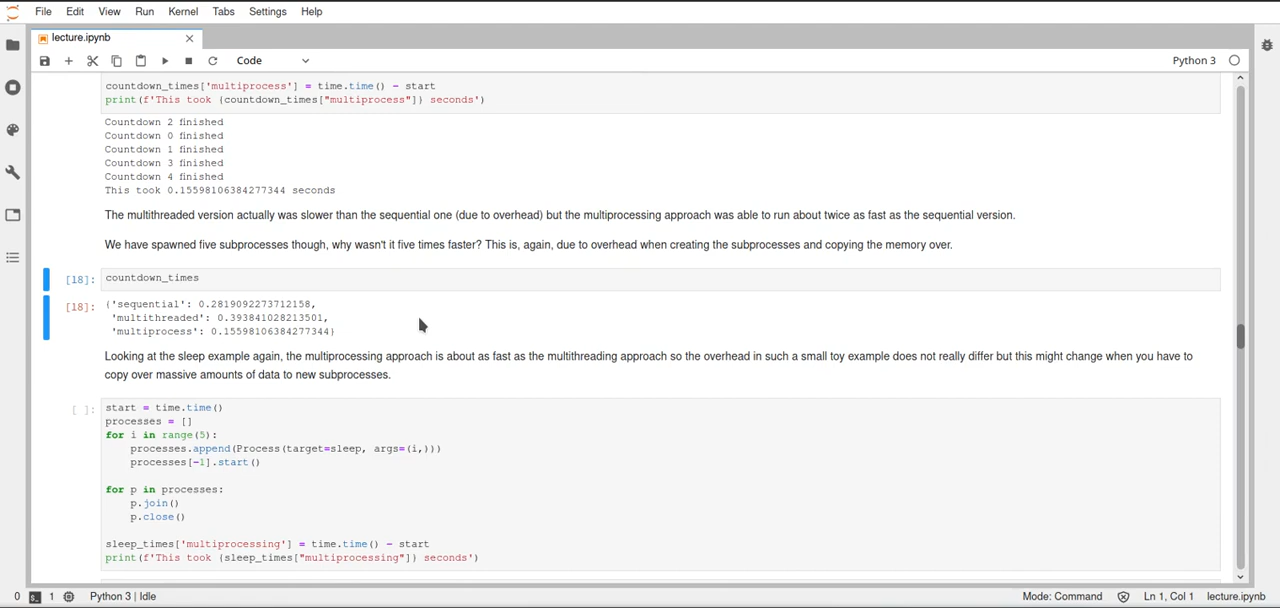 File Edit View Run Kernel Tabs Settings Help
lecture.ipynb
Code
Python 3
countdown_times['multiprocess'] = time.time() - start
print(f'This took {countdown_times["multiprocess"]} seconds')
Countdown 2 finished
Countdown 0 finished
Countdown 1 finished
Countdown 3 finished
Countdown 4 finished
This took 0.15598106384277344 seconds
The multithreaded version actually was slower than the sequential one (due to overhead) but the multiprocessing approach was able to run about twice as fast as the sequential version.
We have spawned five subprocesses though, why wasn't it five times faster? This is, again, due to overhead when creating the subprocesses and copying the memory over.
[18]: countdown_times
[18]: {'sequential': 0.2819092273712158,
'multithreaded': 0.393841028213501,
'multiprocess': 0.15598106384277344}
Looking at the sleep example again, the multiprocessing approach is about as fast as the multithreading approach so the overhead in such a small toy example does not really differ but this might change when you have to
copy over massive amounts of data to new subprocesses.
[ ]: start = time.time()
processes = []
for i in range(5):
processes.append(Process(target=sleep, args=(i,)))
processes[-1].start()
for p in processes:
p.join()
p.close()
sleep_times['multiprocessing'] = time.time() - start
print(f'This took {sleep_times["multiprocessing"]} seconds')
0 $_ 1 Python 3 | Idle Mode: Command Ln 1, Col 1 lecture.ipynb